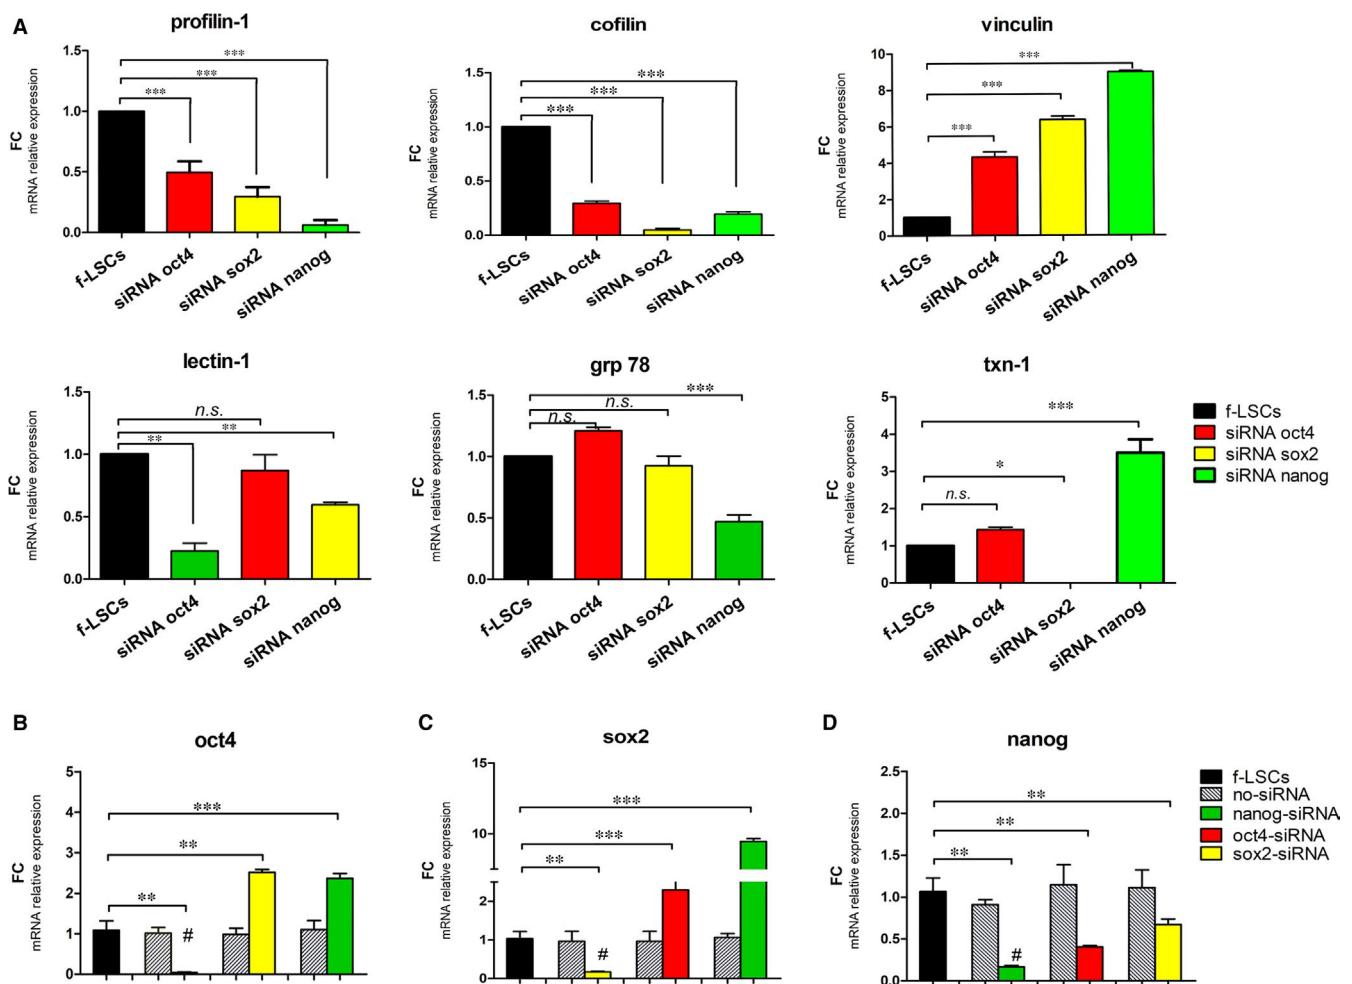 A
profilin-1
FC
mRNA relative expression
1.5
1.0
0.5
0.0
***
***
***
f-LSCs
siRNA oct4
siRNA sox2
siRNA nanog
cofilin
FC
mRNA relative expression
1.5
1.0
0.5
0.0
***
***
***
f-LSCs
siRNA oct4
siRNA sox2
siRNA nanog
vinculin
FC
mRNA relative expression
10
8
6
4
2
0
***
***
***
f-LSCs
siRNA oct4
siRNA sox2
siRNA nanog
lectin-1
FC
mRNA relative expression
1.5
1.0
0.5
0.0
n.s.
**
**
f-LSCs
siRNA oct4
siRNA sox2
siRNA nanog
grp 78
FC
mRNA relative expression
1.5
1.0
0.5
0.0
***
n.s.
n.s.
f-LSCs
siRNA oct4
siRNA sox2
siRNA nanog
txn-1
FC
mRNA relative expression
5
4
3
2
1
0
***
*
n.s.
f-LSCs
siRNA oct4
siRNA sox2
siRNA nanog
f-LSCs
siRNA oct4
siRNA sox2
siRNA nanog
B
oct4
FC
mRNA relative expression
5
4
3
2
1
0
***
**
**
#
C
sox2
FC
mRNA relative expression
15
10
2
1
0
***
***
**
#
D
nanog
FC
mRNA relative expression
2.5
2.0
1.5
1.0
0.5
0.0
**
**
**
#
f-LSCs
no-siRNA
nanog-siRNA
oct4-siRNA
sox2-siRNA